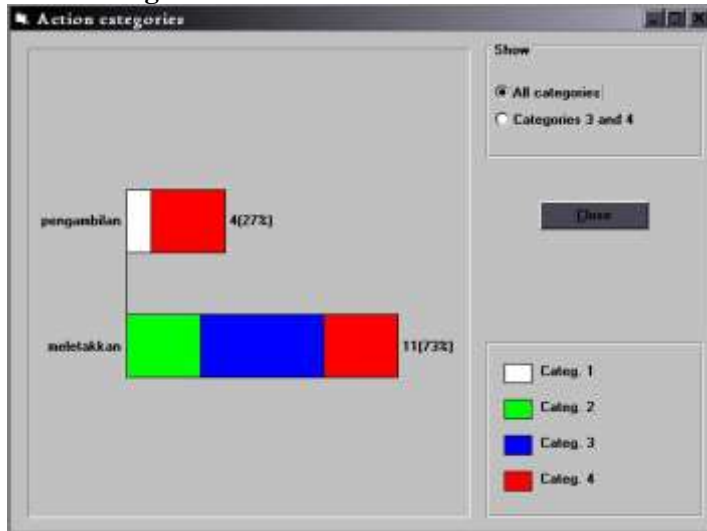 Action categories
Show
All categories
Categories 3 and 4
pengambilan
4(27%)
Close
meletakkan
11(73%)
Categ. 1
Categ. 2
Categ. 3
Categ. 4